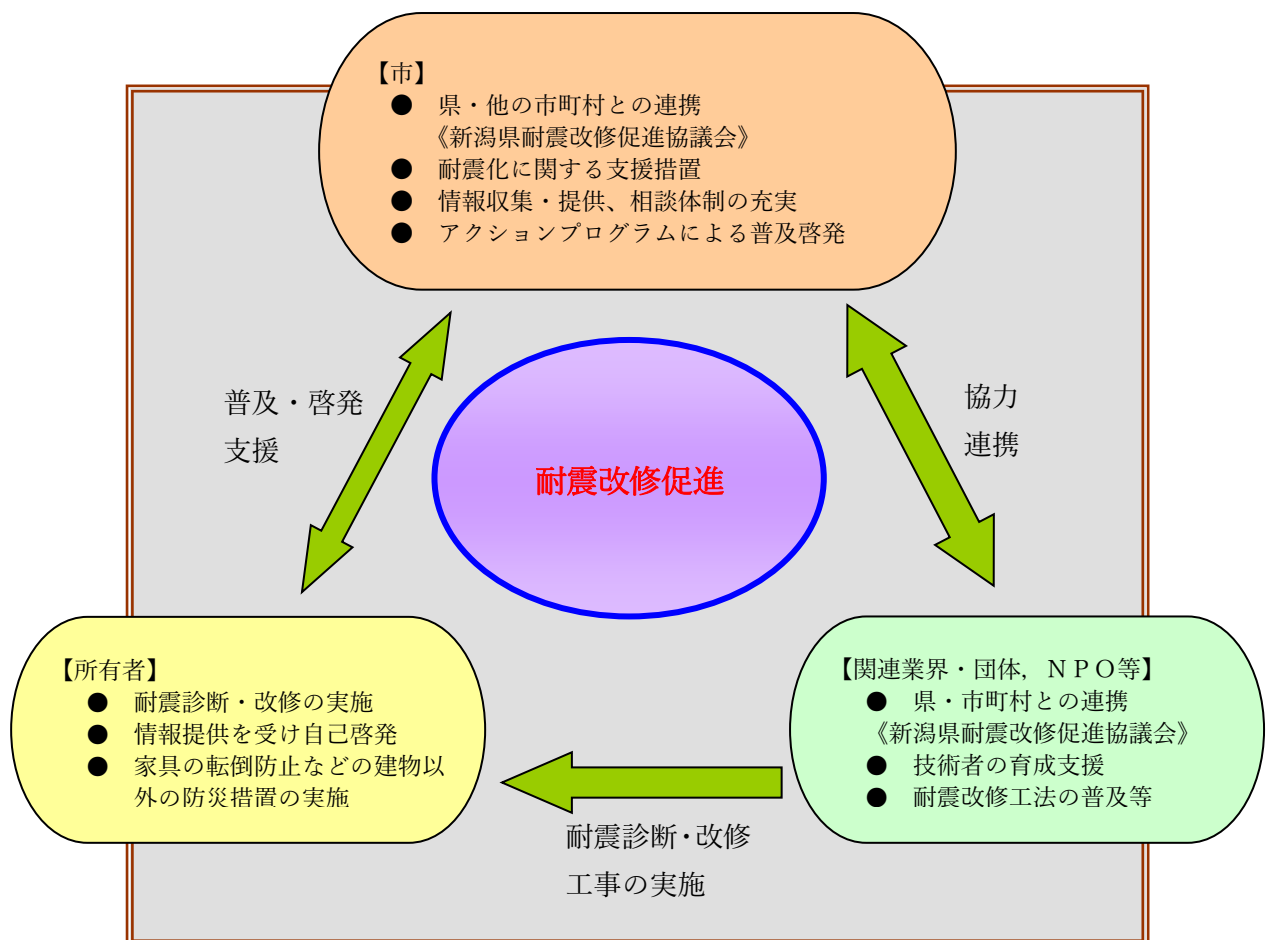 【市】
● 県・他の市町村との連携
《新潟県耐震改修促進協議会》
● 耐震化に関する支援措置
● 情報収集・提供、相談体制の充実
● アクションプログラムによる普及啓発
普及・啓発
支援
協力
連携
耐震改修促進
【所有者】
● 耐震診断・改修の実施
● 情報提供を受け自己啓発
● 家具の転倒防止などの建物以
外の防災措置の実施
【関連業界・団体，ＮＰＯ等】
● 県・市町村との連携
《新潟県耐震改修促進協議会》
● 技術者の育成支援
● 耐震改修工法の普及等
耐震診断・改修
工事の実施